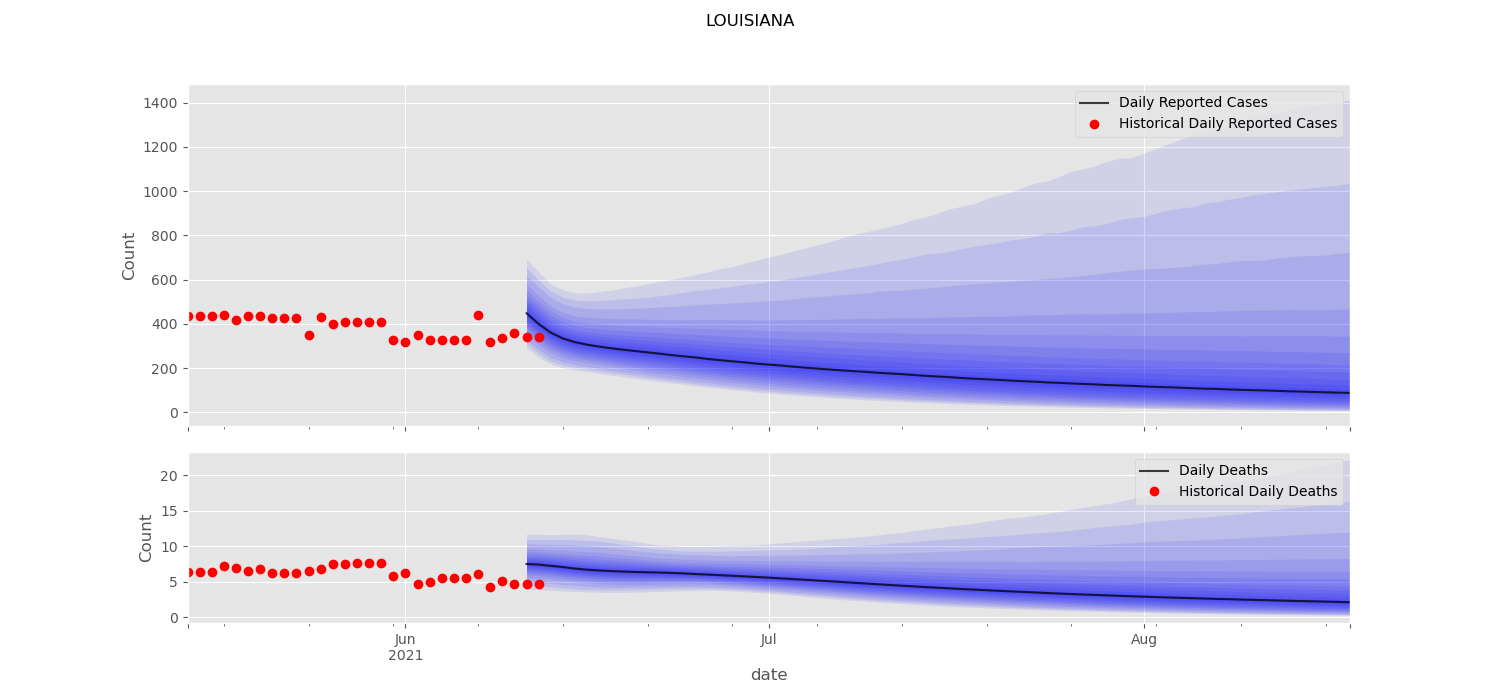 LOUISIANA
1400
1200
1000
800
600
400
200
0
Count
Daily Reported Cases
Historical Daily Reported Cases
20
15
10
5
0
Count
Daily Deaths
Historical Daily Deaths
Jun
2021
Jul
Aug
date